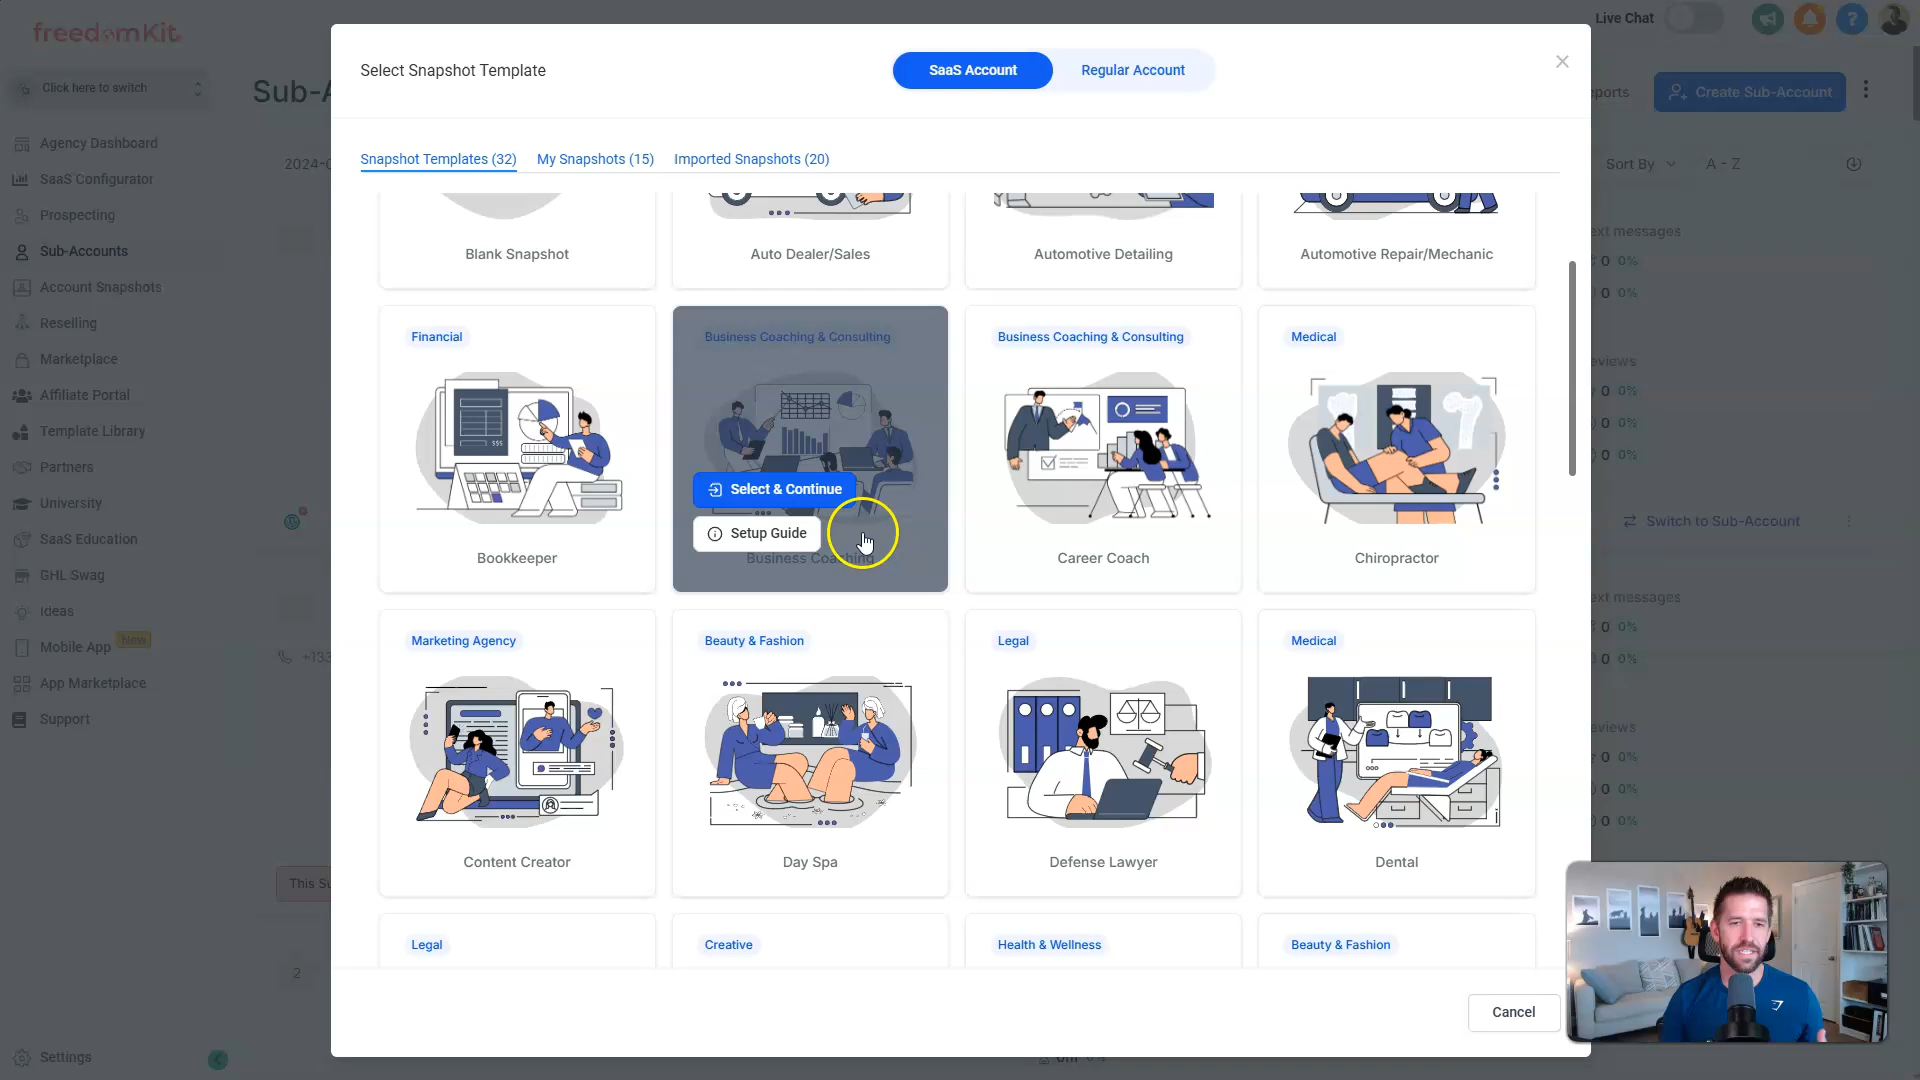 freedomKit.
Click here to switch
Agency Dashboard
SaaS Configurator
Prospecting
Sub-Accounts
Account Snapshots
Reselling
Marketplace
Affiliate Portal
Template Library
Partners
University
SaaS Education
GHL Swag
Ideas
Mobile App New
App Marketplace
Support
Settings
Sub-A
2024-0
+133
This Su
2
Select Snapshot Template
SaaS Account
Regular Account
Snapshot Templates (32)
My Snapshots (15)
Imported Snapshots (20)
Blank Snapshot
Auto Dealer/Sales
Automotive Detailing
Automotive Repair/Mechanic
Financial
Business Coaching & Consulting
Business Coaching & Consulting
Medical
$$$
Select & Continue
Setup Guide
Bookkeeper
Business Coaching
Career Coach
Chiropractor
Marketing Agency
Beauty & Fashion
Legal
Medical
Content Creator
Day Spa
Defense Lawyer
Dental
Legal
Creative
Health & Wellness
Beauty & Fashion
Cancel
Live Chat
?
ports
Create Sub-Account
Sort By
A - Z
ext messages
0 0%
0 0%
eviews
0 0%
0 0%
0 0%
Switch to Sub-Account
ext messages
0 0%
0 0%
eviews
0 0%
0 0%
0 0%